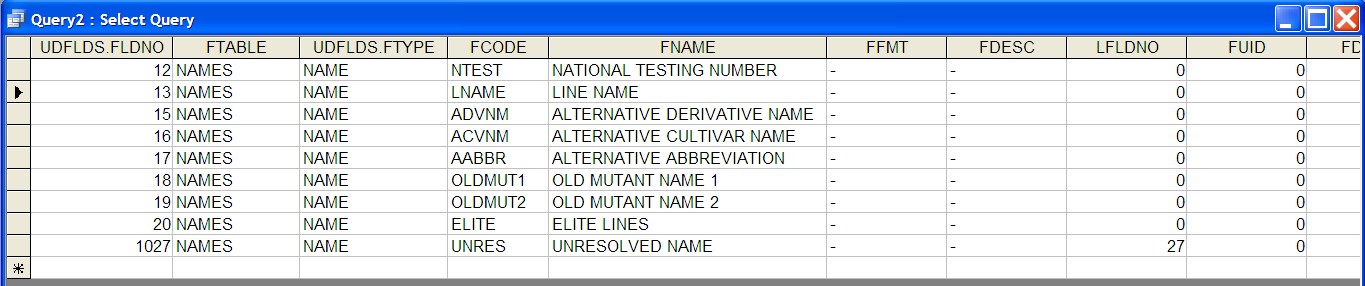 Query2 : Select Query
UDFLDS.FLDNO FTABLE UDFLDS.FTYPE FCODE FNAME FFMT FDESC LFLDNO FUID FD
12 NAMES NAME NTEST NATIONAL TESTING NUMBER - - 0 0
13 NAMES NAME LNAME LINE NAME - - 0 0
15 NAMES NAME ADVNM ALTERNATIVE DERIVATIVE NAME - - 0 0
16 NAMES NAME ACVNM ALTERNATIVE CULTIVAR NAME - - 0 0
17 NAMES NAME AABBR ALTERNATIVE ABBREVIATION - - 0 0
18 NAMES NAME OLDMUT1 OLD MUTANT NAME 1 - - 0 0
19 NAMES NAME OLDMUT2 OLD MUTANT NAME 2 - - 0 0
20 NAMES NAME ELITE ELITE LINES - - 0 0
1027 NAMES NAME UNRES UNRESOLVED NAME - - 27 0